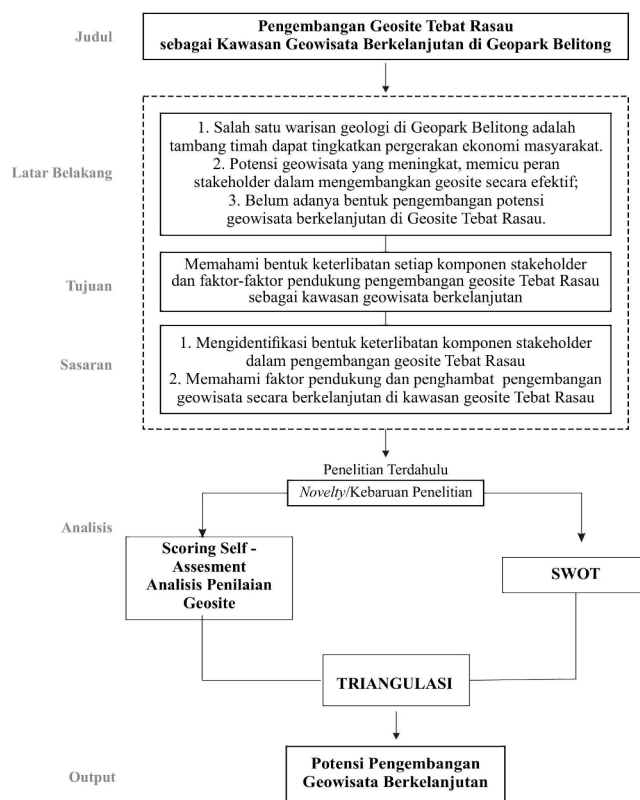 Judul
Pengembangan Geosite Tebat Rasau
sebagai Kawasan Geowisata Berkelanjutan di Geopark Belitong
Latar Belakang
1. Salah satu warisan geologi di Geopark Belitong adalah
tambang timah dapat tingkatkan pergerakan ekonomi masyarakat.
2. Potensi geowisata yang meningkat, memicu peran
stakeholder dalam mengembangkan geosite secara efektif;
3. Belum adanya bentuk pengembangan potensi
geowisata berkelanjutan di Geosite Tebat Rasau.
Tujuan
Memahami bentuk keterlibatan setiap komponen stakeholder
dan faktor-faktor pendukung pengembangan geosite Tebat Rasau
sebagai kawasan geowisata berkelanjutan
Sasaran
1. Mengidentifikasi bentuk keterlibatan komponen stakeholder
dalam pengembangan geosite Tebat Rasau
2. Memahami faktor pendukung dan penghambat pengembangan
geowisata secara berkelanjutan di kawasan geosite Tebat Rasau
Penelitian Terdahulu
Novelty/Kebaruan Penelitian
Analisis
Scoring Self -
Assesment
Analisis Penilaian
Geosite
SWOT
TRIANGULASI
Output
Potensi Pengembangan
Geowisata Berkelanjutan